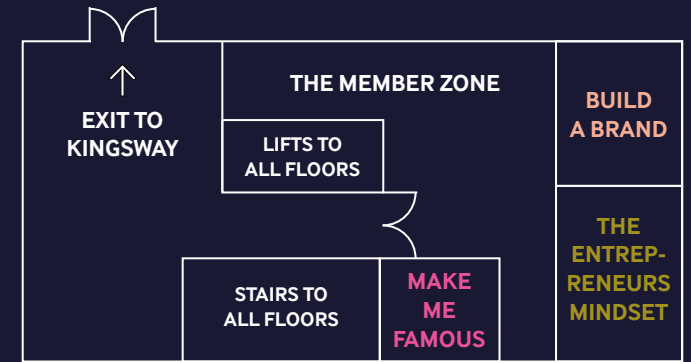 THE MEMBER ZONE
EXIT TO
KINGSWAY
LIFTS TO
ALL FLOORS
BUILD
A BRAND
STAIRS TO
ALL FLOORS
MAKE
ME
FAMOUS
THE
ENTREP-
RENEURS
MINDSET